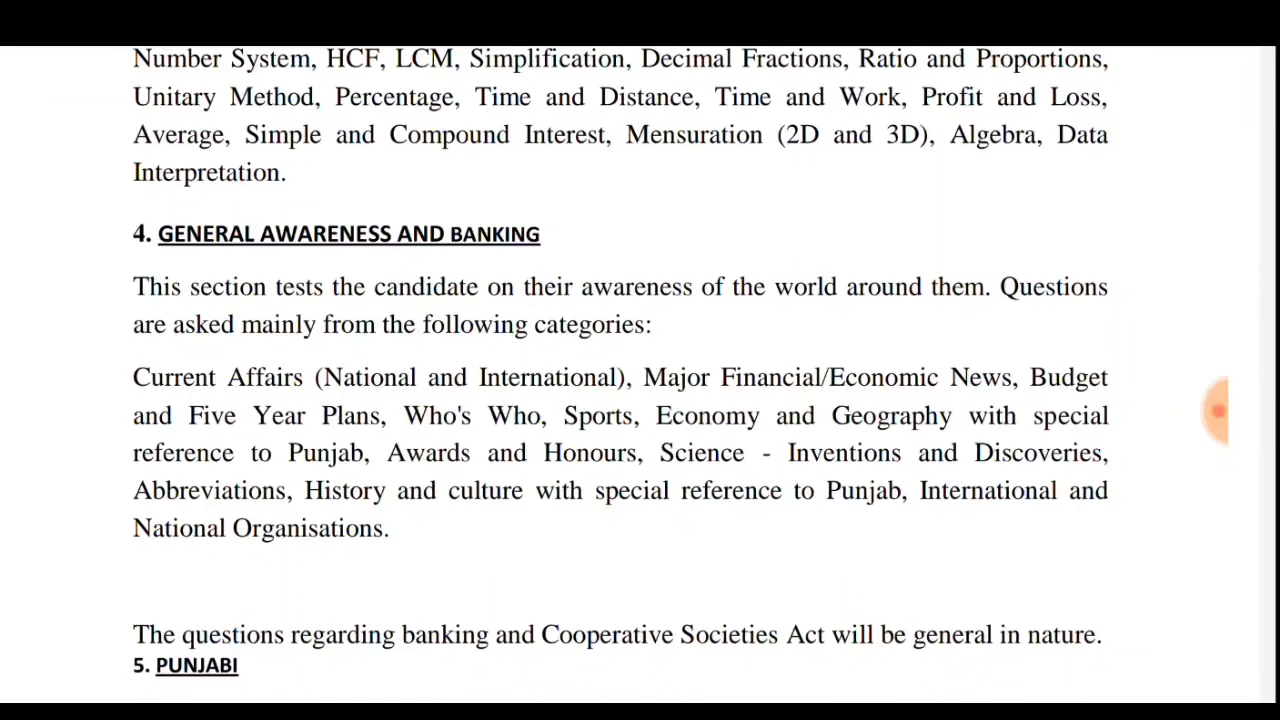 Number System, HCF, LCM, Simplification, Decimal Fractions, Ratio and Proportions,
Unitary Method, Percentage, Time and Distance, Time and Work, Profit and Loss,
Average, Simple and Compound Interest, Mensuration (2D and 3D), Algebra, Data
Interpretation.
4. GENERAL AWARENESS AND BANKING
This section tests the candidate on their awareness of the world around them. Questions
are asked mainly from the following categories:
Current Affairs (National and International), Major Financial/Economic News, Budget
and Five Year Plans, Who's Who, Sports, Economy and Geography with special
reference to Punjab, Awards and Honours, Science - Inventions and Discoveries,
Abbreviations, History and culture with special reference to Punjab, International and
National Organisations.
The questions regarding banking and Cooperative Societies Act will be general in nature.
5. PUNJABI